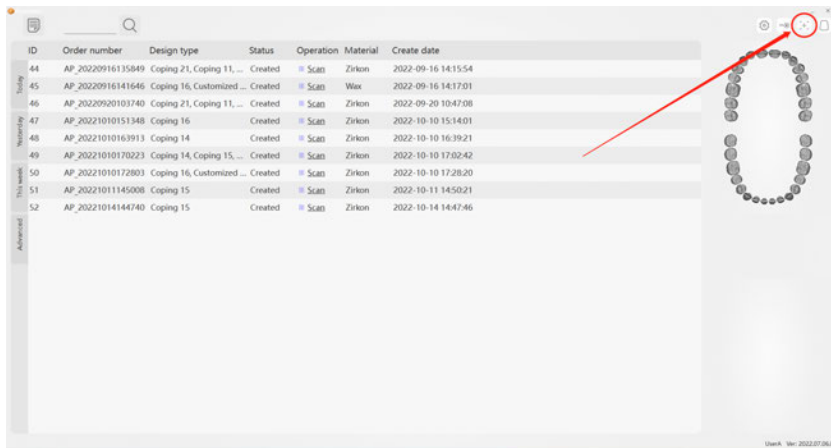 ID Order number Design type Status Operation Material Create date
44 AP_20220916135849 Coping 21, Coping 11, ... Created Scan Zirkon 2022-09-16 14:15:54
45 AP_20220916141646 Coping 16, Customized ... Created Scan Wax 2022-09-16 14:17:01
46 AP_20220920103740 Coping 21, Coping 11, ... Created Scan Zirkon 2022-09-20 10:47:08
47 AP_20221010151348 Coping 16 Created Scan Zirkon 2022-10-10 15:14:01
48 AP_20221010163913 Coping 14 Created Scan Zirkon 2022-10-10 16:39:21
49 AP_20221010170223 Coping 14, Coping 15, ... Created Scan Zirkon 2022-10-10 17:02:42
50 AP_20221010172803 Coping 16, Customized ... Created Scan Zirkon 2022-10-10 17:28:20
51 AP_20221011145008 Coping 15 Created Scan Zirkon 2022-10-11 14:50:21
52 AP_20221014144740 Coping 15 Created Scan Zirkon 2022-10-14 14:47:46
Today
Yesterday
This week
Advanced
UserA Ver: 2022.07.06.